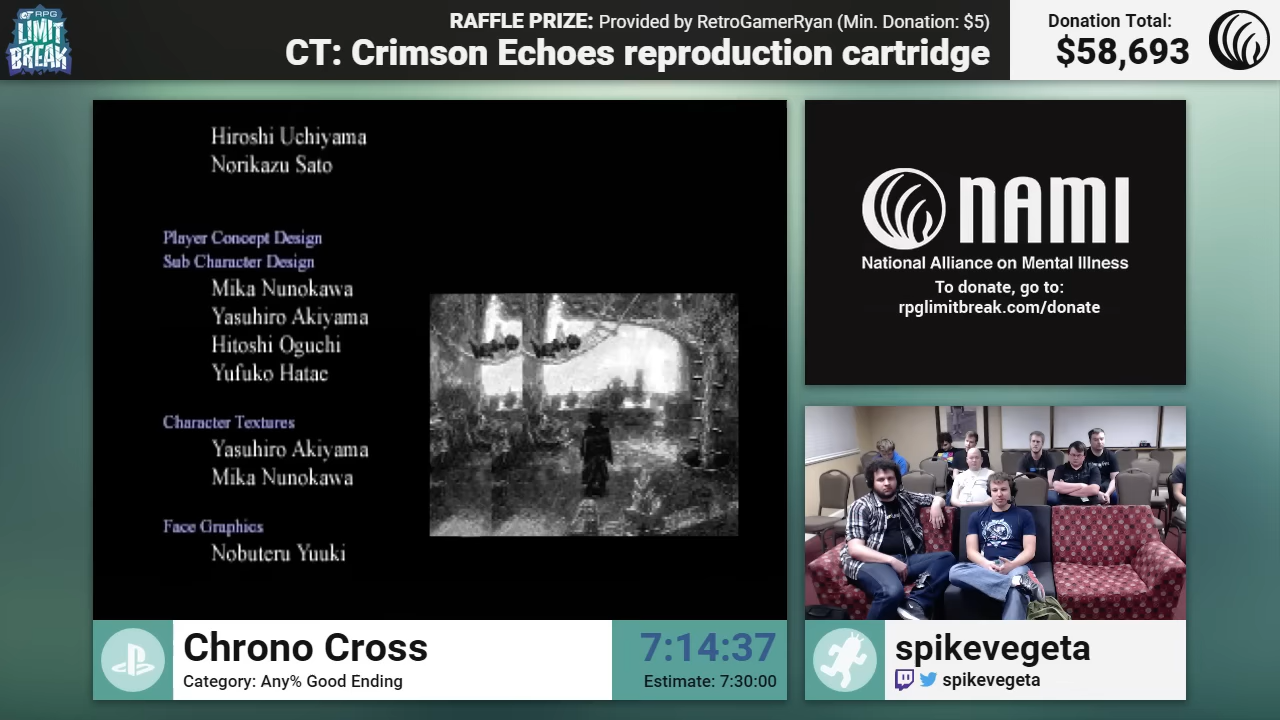 RPG
LIMIT
BREAK
RAFFLE PRIZE: Provided by RetroGamerRyan (Min. Donation: $5)
CT: Crimson Echoes reproduction cartridge
Donation Total:
$58,693
Hiroshi Uchiyama
Norikazu Sato
Player Concept Design
Sub Character Design
Mika Nunokawa
Yasuhiro Akiyama
Hitoshi Oguchi
Yufuko Hatae
Character Textures
Yasuhiro Akiyama
Mika Nunokawa
Face Graphics
Nobuteru Yuuki
NAMI
National Alliance on Mental Illness
To donate, go to:
rpglimitbreak.com/donate
Chrono Cross
Category: Any% Good Ending
7:14:37
Estimate: 7:30:00
spikevegeta
spikevegeta